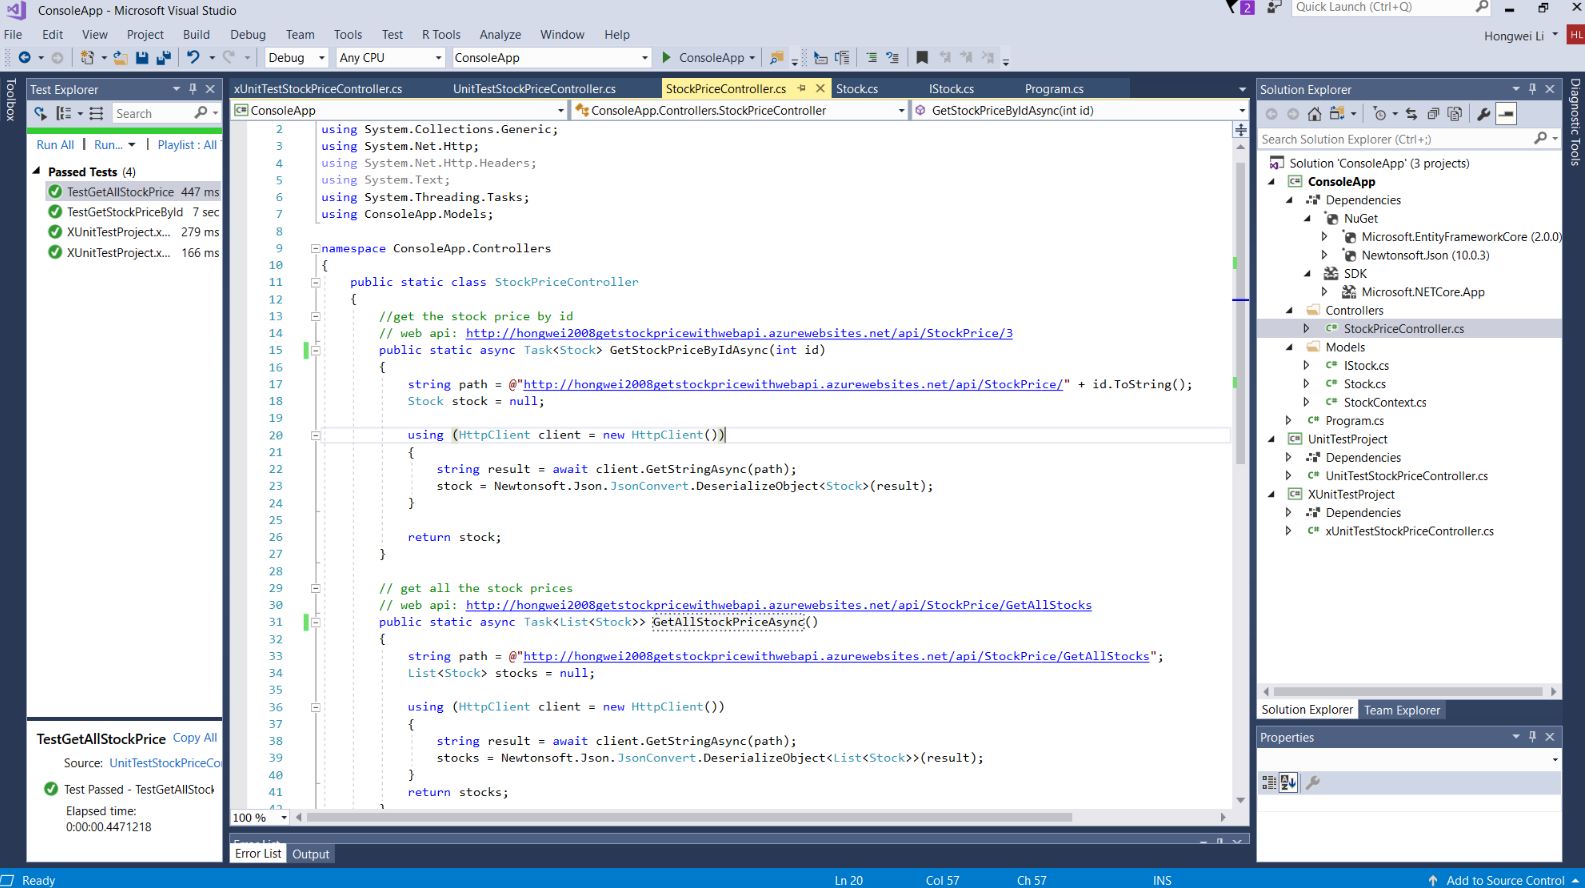 ConsoleApp - Microsoft Visual Studio
2
Quick Launch (Ctrl+Q)
File Edit View Project Build Debug Team Tools Test R Tools Analyze Window Help
Hongwei Li
HL
Debug Any CPU ConsoleApp ConsoleApp
Toolbox
Test Explorer
Search
Run All Run... Playlist : All
Passed Tests (4)
TestGetAllStockPrice 447 ms
TestGetStockPriceById 7 sec
XUnitTestProject.x... 279 ms
XUnitTestProject.x... 166 ms
TestGetAllStockPrice Copy All
Source: UnitTestStockPriceCo
Test Passed - TestGetAllStock
Elapsed time:
0:00:00.4471218
xUnitTestStockPriceController.cs UnitTestStockPriceController.cs StockPriceController.cs Stock.cs IStock.cs Program.cs
ConsoleApp ConsoleApp.Controllers.StockPriceController GetStockPriceByIdAsync(int id)
2 using System.Collections.Generic;
3 using System.Net.Http;
4 using System.Net.Http.Headers;
5 using System.Text;
6 using System.Threading.Tasks;
7 using ConsoleApp.Models;
8
9 namespace ConsoleApp.Controllers
10 {
11 public static class StockPriceController
12 {
13 //get the stock price by id
14 // web api: http://hongwei2008getstockpricewithwebapi.azurewebsites.net/api/StockPrice/3
15 public static async Task<Stock> GetStockPriceByIdAsync(int id)
16 {
17 string path = @"http://hongwei2008getstockpricewithwebapi.azurewebsites.net/api/StockPrice/" + id.ToString();
18 Stock stock = null;
19
20 using (HttpClient client = new HttpClient())
21 {
22 string result = await client.GetStringAsync(path);
23 stock = Newtonsoft.Json.JsonConvert.DeserializeObject<Stock>(result);
24 }
25
26 return stock;
27 }
28
29 // get all the stock prices
30 // web api: http://hongwei2008getstockpricewithwebapi.azurewebsites.net/api/StockPrice/GetAllStocks
31 public static async Task<List<Stock>> GetAllStockPriceAsync()
32 {
33 string path = @"http://hongwei2008getstockpricewithwebapi.azurewebsites.net/api/StockPrice/GetAllStocks";
34 List<Stock> stocks = null;
35
36 using (HttpClient client = new HttpClient())
37 {
38 string result = await client.GetStringAsync(path);
39 stocks = Newtonsoft.Json.JsonConvert.DeserializeObject<List<Stock>>(result);
40 }
41 return stocks;
100 %
Error List Output
Solution Explorer
Search Solution Explorer (Ctrl+;)
Solution 'ConsoleApp' (3 projects)
ConsoleApp
Dependencies
NuGet
Microsoft.EntityFrameworkCore (2.0.0)
Newtonsoft.Json (10.0.3)
SDK
Microsoft.NETCore.App
Controllers
StockPriceController.cs
Models
IStock.cs
Stock.cs
StockContext.cs
Program.cs
UnitTestProject
Dependencies
UnitTestStockPriceController.cs
XUnitTestProject
Dependencies
xUnitTestStockPriceController.cs
Solution Explorer Team Explorer
Properties
Diagnostic Tools
Ready Ln 20 Col 57 Ch 57 INS Add to Source Control